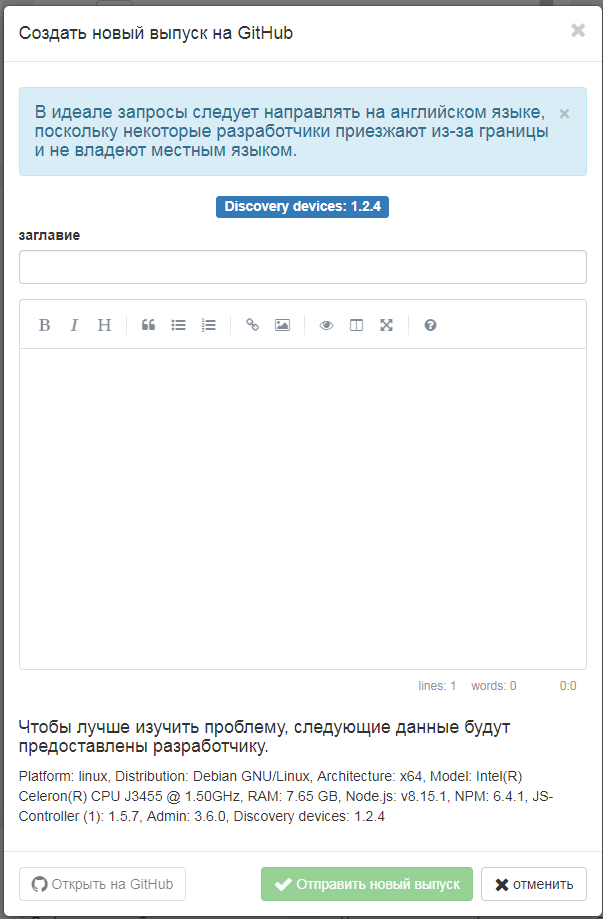 Создать новый выпуск на GitHub
В идеале запросы следует направлять на английском языке,
поскольку некоторые разработчики приезжают из-за границы
и не владеют местным языком.
Discovery devices: 1.2.4
заглавие
B I H
lines: 1 words: 0 0:0
Чтобы лучше изучить проблему, следующие данные будут
предоставлены разработчику.
Platform: linux, Distribution: Debian GNU/Linux, Architecture: x64, Model: Intel(R)
Celeron(R) CPU J3455 @ 1.50GHz, RAM: 7.65 GB, Node.js: v8.15.1, NPM: 6.4.1, JS-
Controller (1): 1.5.7, Admin: 3.6.0, Discovery devices: 1.2.4
Открыть на GitHub Отправить новый выпуск отменить